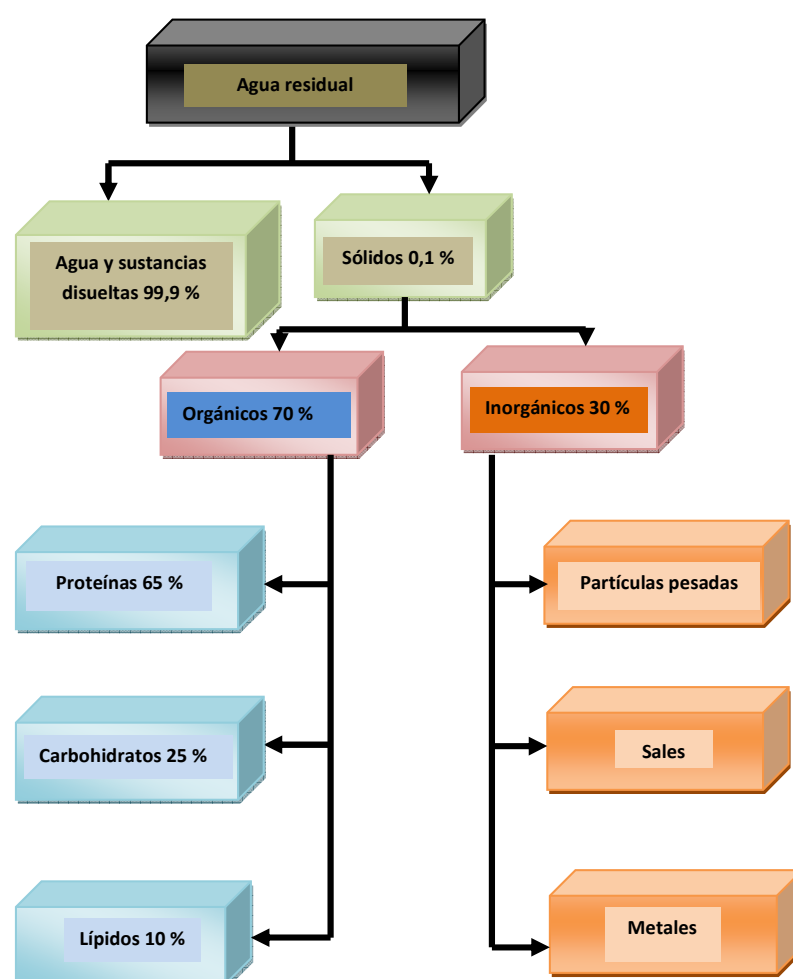 Agua residual
Agua y sustancias
disueltas 99,9 %
Sólidos 0,1 %
Orgánicos 70 %
Inorgánicos 30 %
Proteínas 65 %
Partículas pesadas
Carbohidratos 25 %
Sales
Lípidos 10 %
Metales